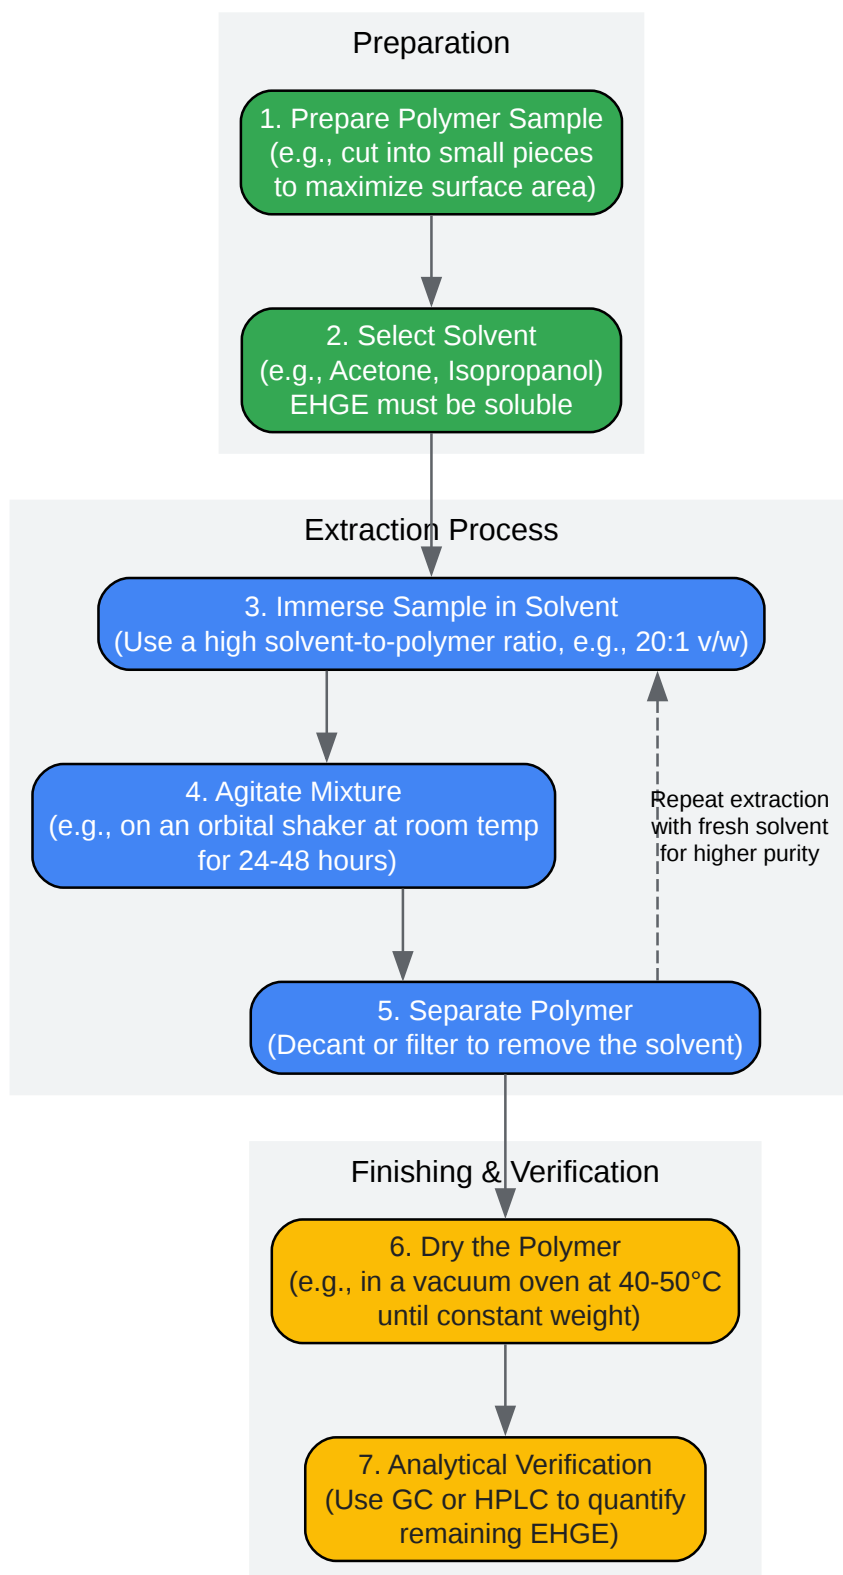 Preparation
1. Prepare Polymer Sample
(e.g., cut into small pieces
to maximize surface area)
2. Select Solvent
(e.g., Acetone, Isopropanol)
EHGE must be soluble
Extraction Process
3. Immerse Sample in Solvent
(Use a high solvent-to-polymer ratio, e.g., 20:1 v/w)
4. Agitate Mixture
(e.g., on an orbital shaker at room temp
for 24-48 hours)
Repeat extraction
with fresh solvent
for higher purity
5. Separate Polymer
(Decant or filter to remove the solvent)
Finishing & Verification
6. Dry the Polymer
(e.g., in a vacuum oven at 40-50°C
until constant weight)
7. Analytical Verification
(Use GC or HPLC to quantify
remaining EHGE)